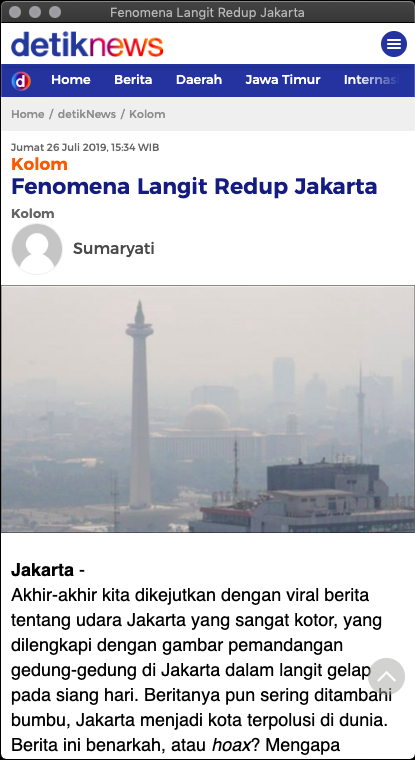 Fenomena Langit Redup Jakarta
detiknews
d Home Berita Daerah Jawa Timur
Home / detikNews / Kolom
Jumat 26 Juli 2019, 15:34 WIB
Kolom
Fenomena Langit Redup Jakarta
Kolom
Sumaryati
Jakarta -
Akhir-akhir kita dikejutkan dengan viral berita
tentang udara Jakarta yang sangat kotor, yang
dilengkapi dengan gambar pemandangan
gedung-gedung di Jakarta dalam langit gelap
pada siang hari. Beritanya pun sering ditambahi
bumbu, Jakarta menjadi kota terpolusi di dunia.
Berita ini benarkah, atau hoax? Mengapa